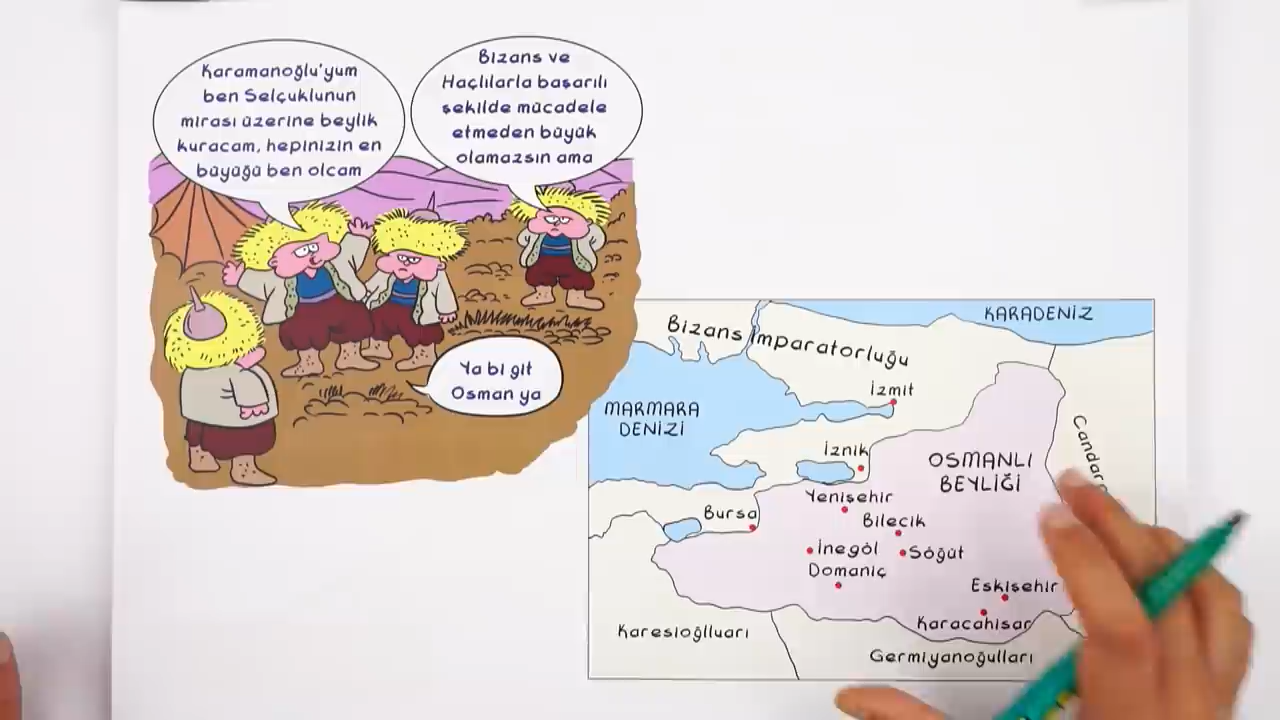 Karamanoğlu'yum
ben Selçuklunun
mirası üzerine beylik
kuracam, hepinizin en
büyüğü ben olcam
Bizans ve
Haçlılarla başarılı
şekilde mücadele
etmeden büyük
olamazsın ama
Ya bi git
Osman ya
KARADENİZ
Bizans İmparatorluğu
İzmit
MARMARA
DENİZİ
İznik
OSMANLI
BEYLİĞİ
Yenişehir
Bursa
Bilecik
İnegöl
Söğüt
Domaniç
Eskişehir
Karacahisar
Karesioğlluarı
Germiyanoğulları